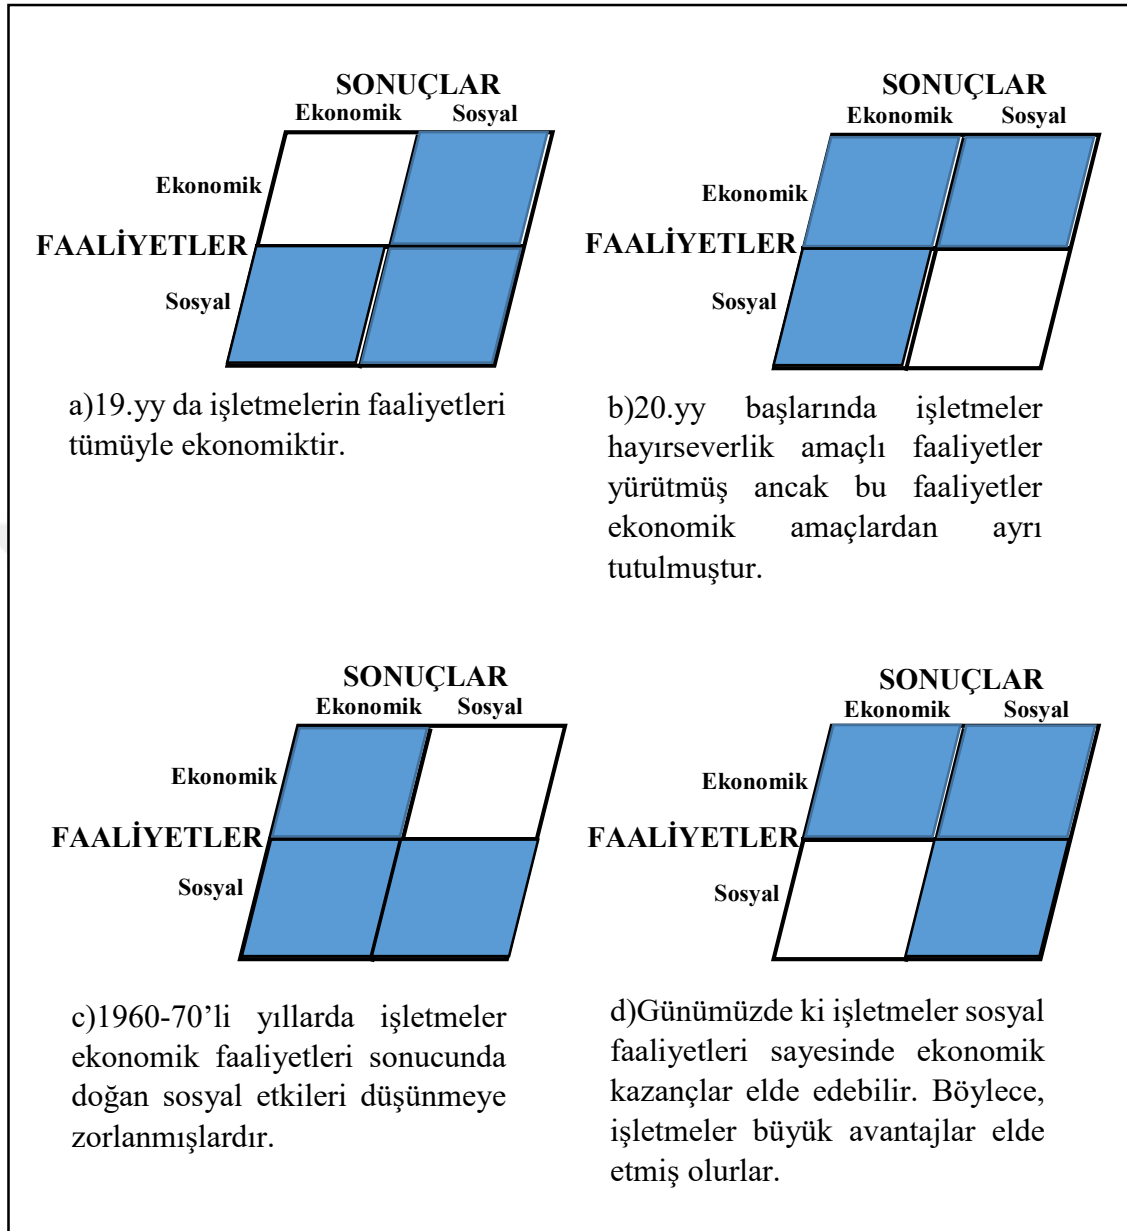 SONUÇLAR
Ekonomik Sosyal
Ekonomik
FAALİYETLER
Sosyal
a)19.yy da işletmelerin faaliyetleri
tümüyle ekonomiktir.
SONUÇLAR
Ekonomik Sosyal
Ekonomik
FAALİYETLER
Sosyal
b)20.yy başlarında işletmeler
hayırseverlik amaçlı faaliyetler
yürütmüş ancak bu faaliyetler
ekonomik amaçlardan ayrı
tutulmuştur.
SONUÇLAR
Ekonomik Sosyal
Ekonomik
FAALİYETLER
Sosyal
c)1960-70’li yıllarda işletmeler
ekonomik faaliyetleri sonucunda
doğan sosyal etkileri düşünmeye
zorlanmışlardır.
SONUÇLAR
Ekonomik Sosyal
Ekonomik
FAALİYETLER
Sosyal
d)Günümüzde ki işletmeler sosyal
faaliyetleri sayesinde ekonomik
kazançlar elde edebilir. Böylece,
işletmeler büyük avantajlar elde
etmiş olurlar.